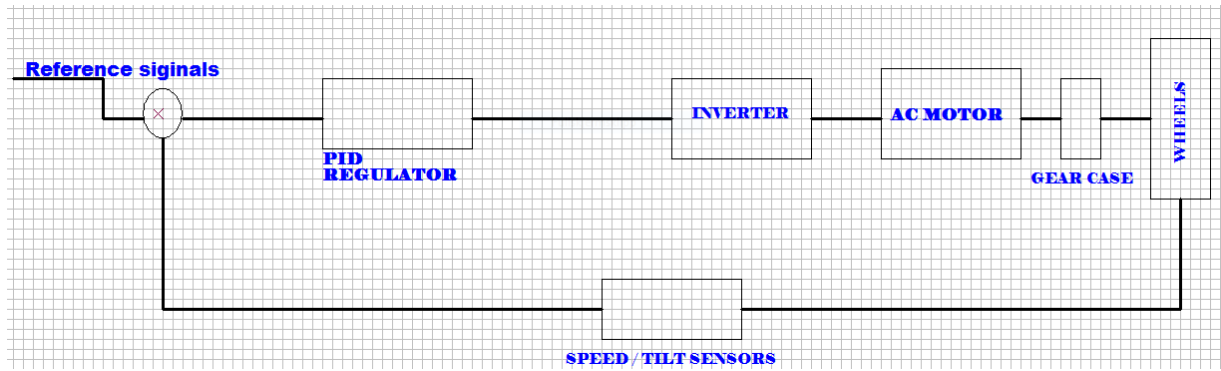 Reference siginals
PID
REGULATOR
INVERTER
AC MOTOR
GEAR CASE
WHEELS
SPEED / TILT SENSORS